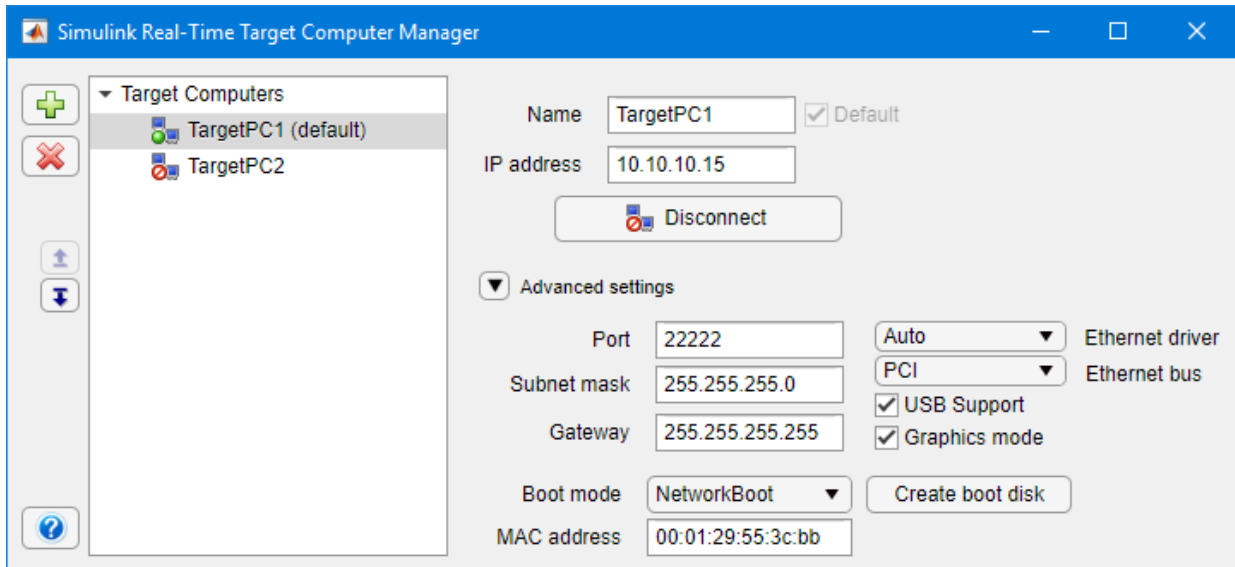 Simulink Real-Time Target Computer Manager
Target Computers
TargetPC1 (default)
TargetPC2
Name TargetPC1 Default
IP address 10.10.10.15
Disconnect
Advanced settings
Port 22222 Auto Ethernet driver
Subnet mask 255.255.255.0 PCI Ethernet bus
USB Support
Gateway 255.255.255.255 Graphics mode
Boot mode NetworkBoot Create boot disk
MAC address 00:01:29:55:3c:bb